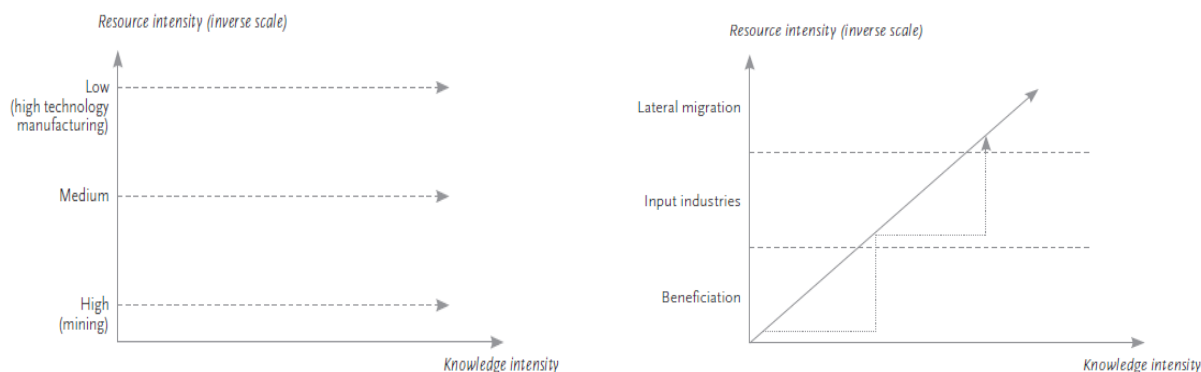 Resource intensity (inverse scale)
Low
(high technology
manufacturing)
Medium
High
(mining)
Knowledge intensity
Resource intensity (inverse scale)
Lateral migration
Input industries
Beneficiation
Knowledge intensity